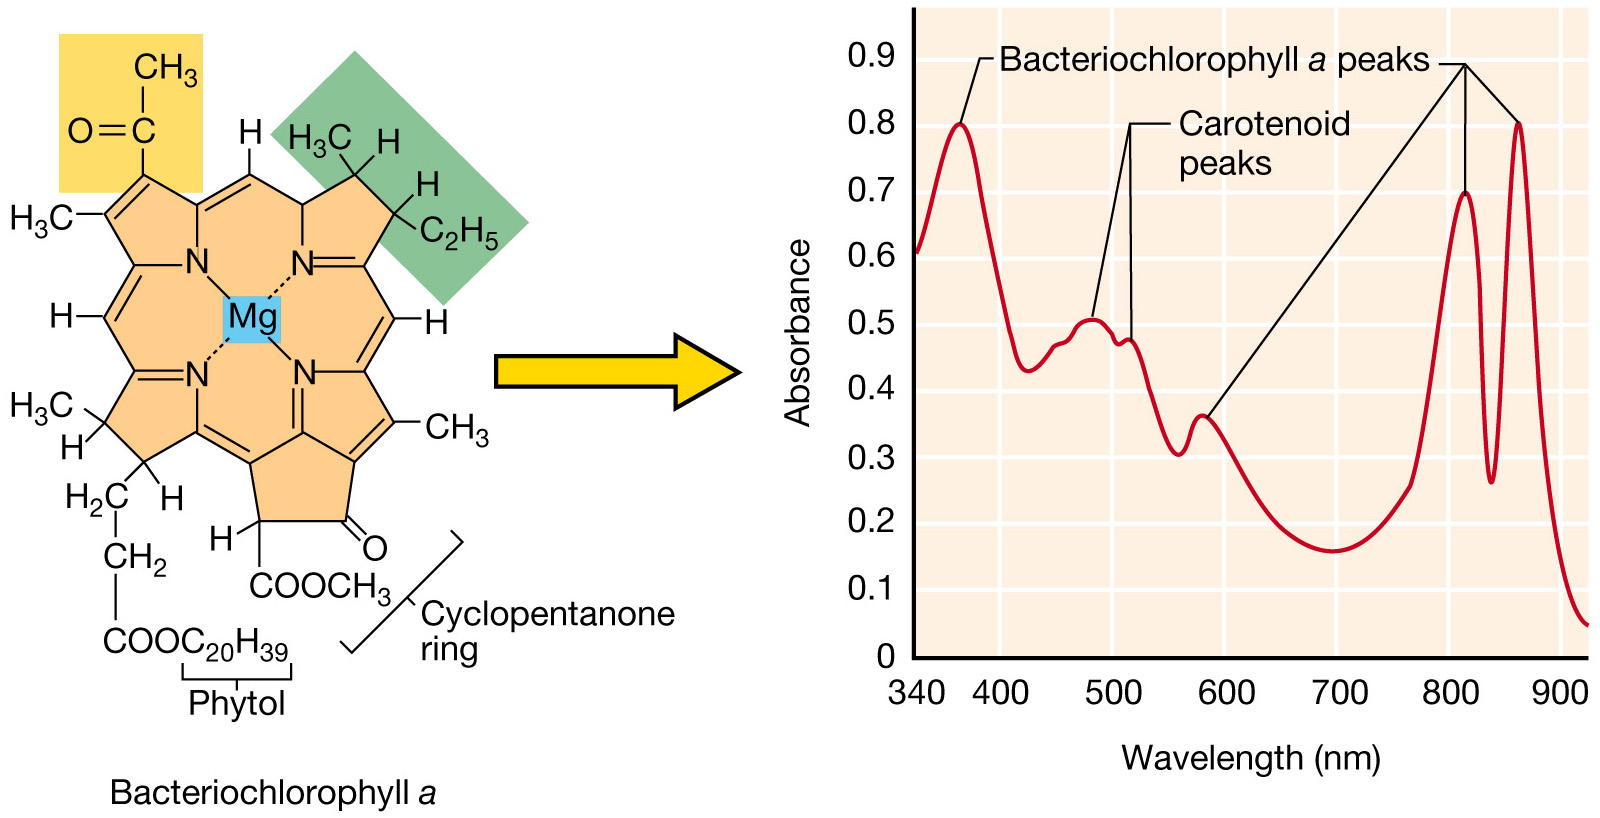 CH₃
O=C
H
H₃C
H
H
C₂H₅
H₃C
N
N
H
Mg
H
N
N
H₃C
H
CH₃
H₂C
H
H
O
CH₂
COOCH₃
Cyclopentanone
ring
COOC₂₀H₃₉
Phytol
Bacteriochlorophyll a
Bacteriochlorophyll a peaks
Carotenoid
peaks
Absorbance
0.9
0.8
0.7
0.6
0.5
0.4
0.3
0.2
0.1
0
340 400 500 600 700 800 900
Wavelength (nm)